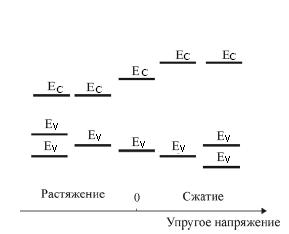 EC EC
EC
EC EC
EV
EV EV EV EV EV
EV
Растяжение 0 Сжатие
Упругое напряжение